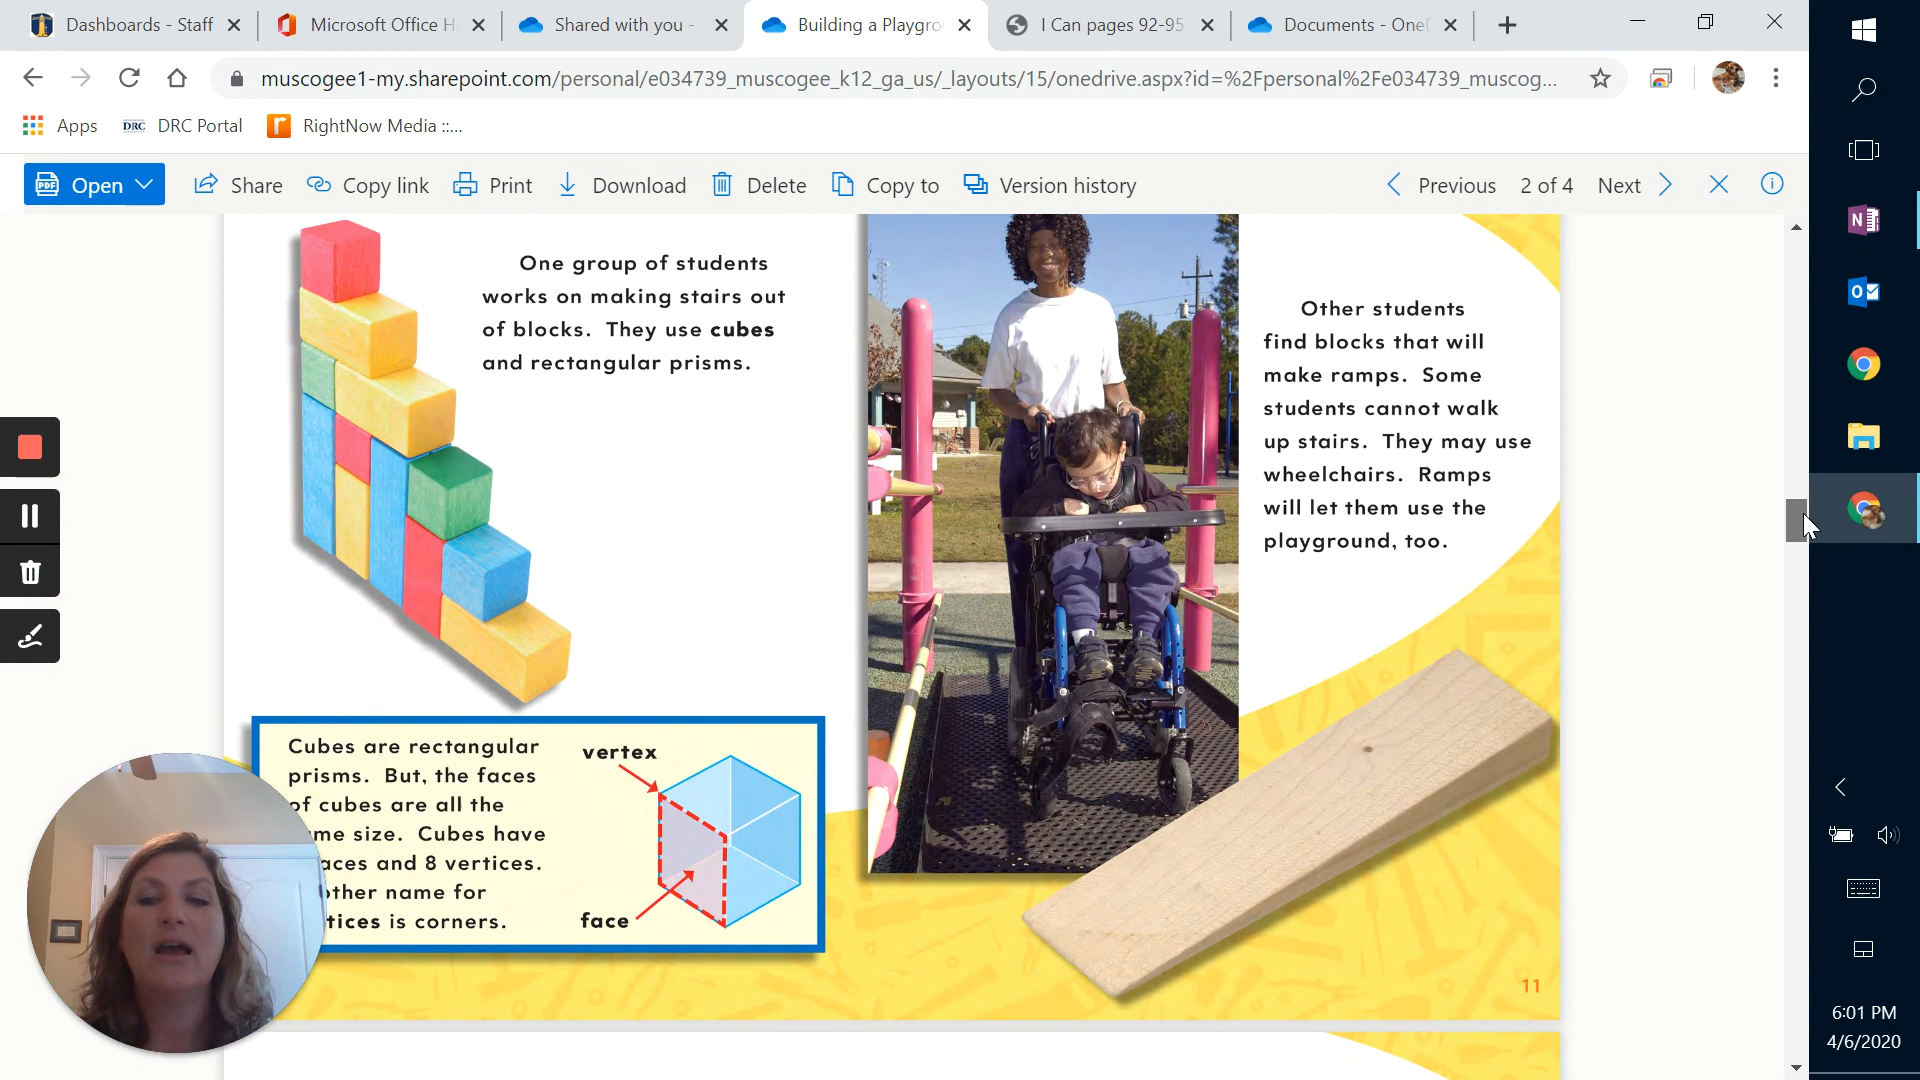 Dashboards - Staff
Microsoft Office H
Shared with you -
Building a Playgro
I Can pages 92-95
Documents - One
muscogee1-my.sharepoint.com/personal/e034739_muscogee_k12_ga_us/_layouts/15/onedrive.aspx?id=%2Fpersonal%2Fe034739_muscog...
Apps
DRC DRC Portal
RightNow Media ::...
PDF Open
Share
Copy link
Print
Download
Delete
Copy to
Version history
Previous
2 of 4
Next
One group of students
works on making stairs out
of blocks. They use cubes
and rectangular prisms.
Other students
find blocks that will
make ramps. Some
students cannot walk
up stairs. They may use
wheelchairs. Ramps
will let them use the
playground, too.
Cubes are rectangular
prisms. But, the faces
of cubes are all the
me size. Cubes have
aces and 8 vertices.
other name for
tices is corners.
vertex
face
11
6:01 PM
4/6/2020